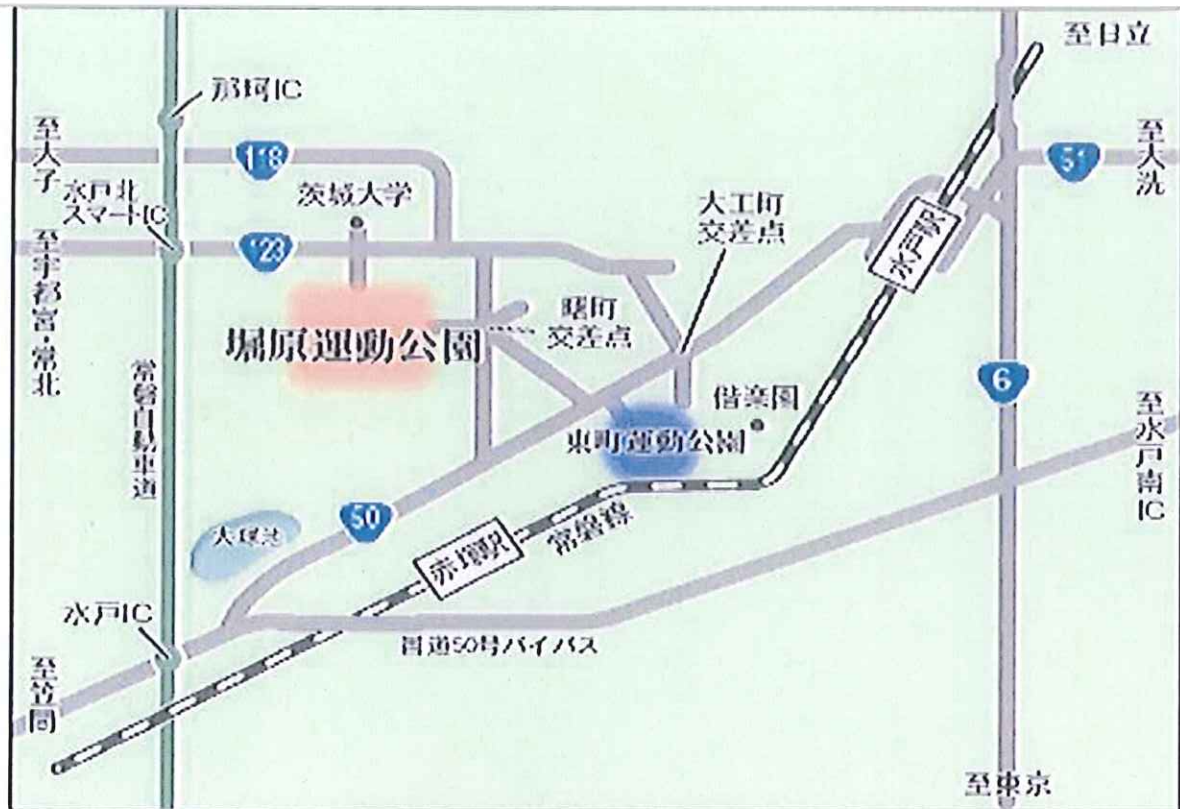 至日立
那珂IC
至大子
118
51
至大洗
水戸北
スマートIC
茨城大学
大工町
交差点
水戸駅
至宇都宮・常北
123
堀原運動公園
曙町
交差点
6
偕楽園
東町運動公園
至水戸南IC
常磐自動車道
50
大塚池
赤塚駅
常磐線
水戸IC
国道50号バイパス
至笠間
至東京